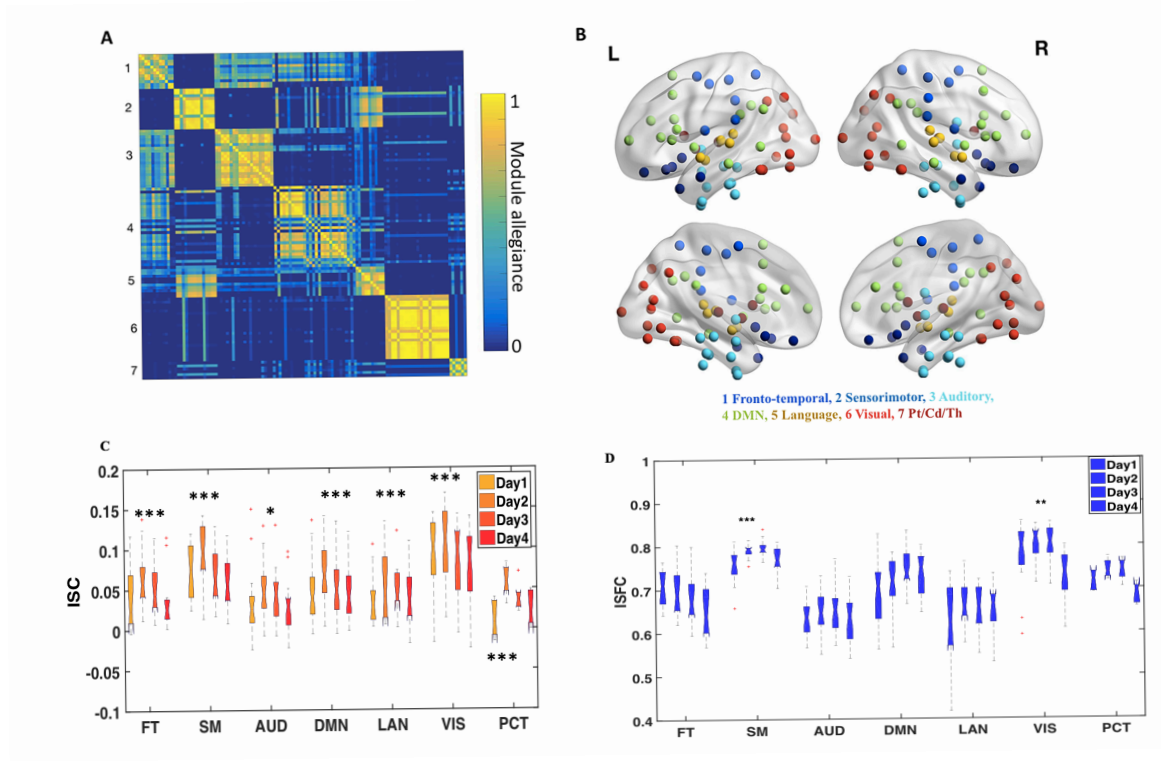 A
1
2
3
4
5
6
7
1
Module allegiance
0
B
L
R
1 Fronto-temporal, 2 Sensorimotor, 3 Auditory,
4 DMN, 5 Language, 6 Visual, 7 Pt/Cd/Th
C
0.2
0.15
0.1
0.05
0
-0.05
-0.1
ISC
***
***
*
***
***
***
***
Day1
Day2
Day3
Day4
FT SM AUD DMN LAN VIS PCT
D
1
0.9
0.8
0.7
0.6
0.5
0.4
ISFC
***
**
Day1
Day2
Day3
Day4
FT SM AUD DMN LAN VIS PCT